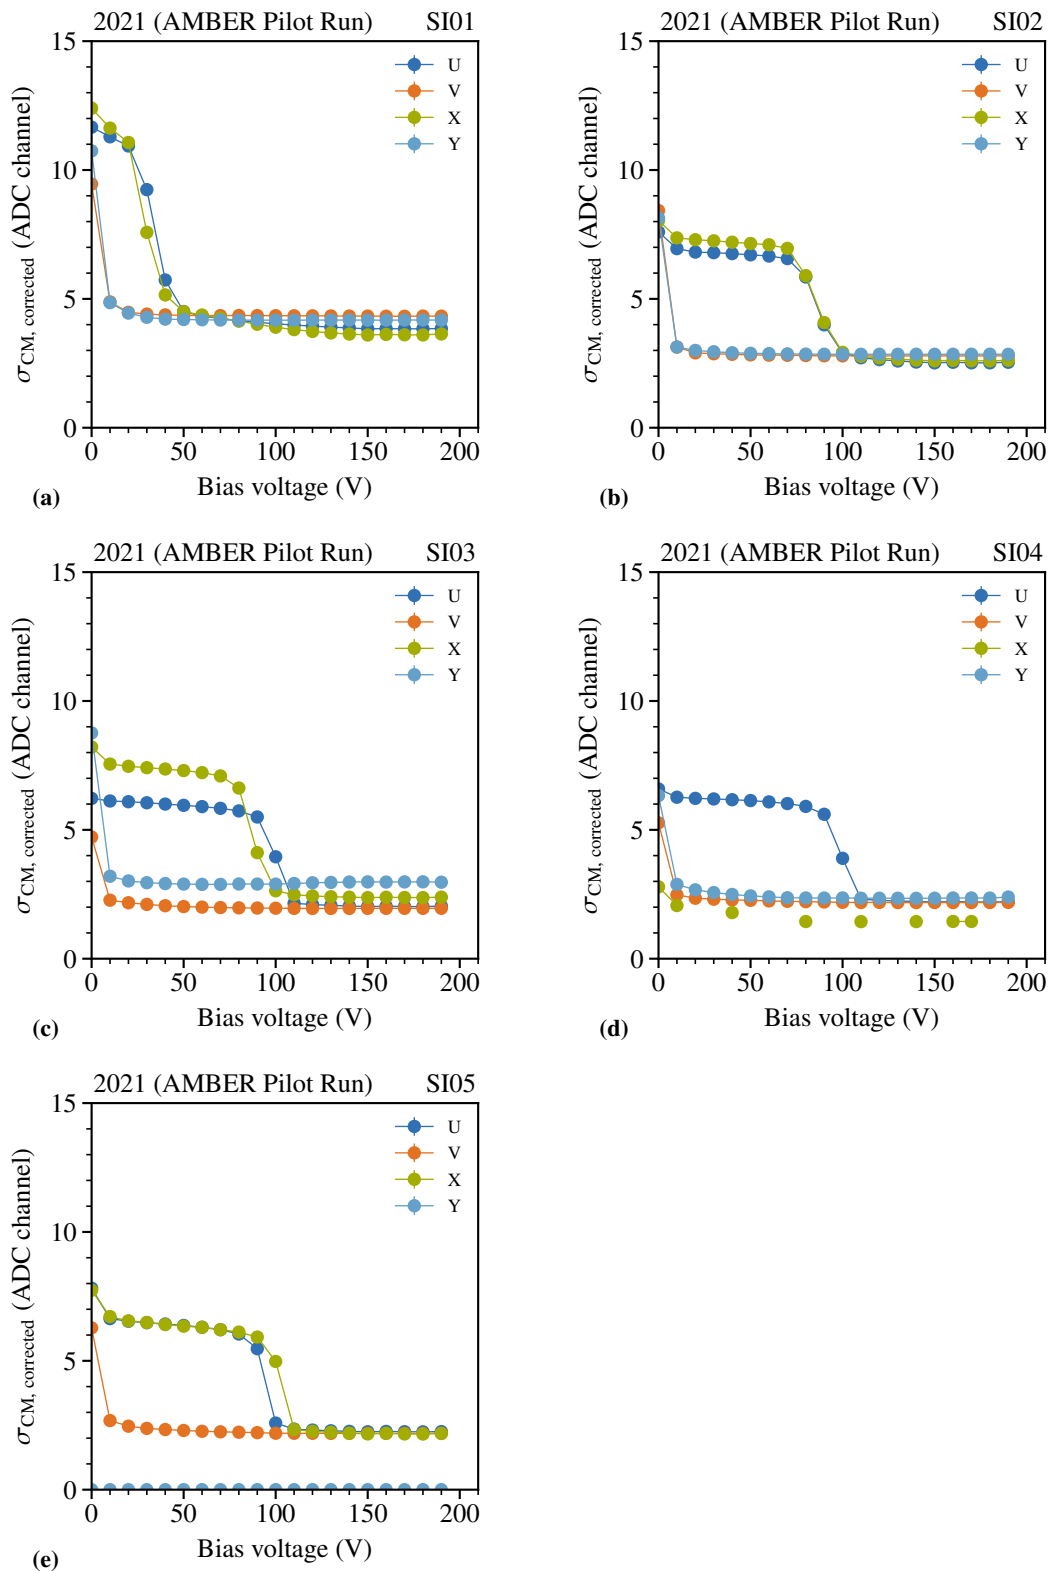 2021 (AMBER Pilot Run) SI01
15
10
5
0
0 50 100 150 200
σCM, corrected (ADC channel)
Bias voltage (V)
U
V
X
Y
(a)
2021 (AMBER Pilot Run) SI02
15
10
5
0
0 50 100 150 200
σCM, corrected (ADC channel)
Bias voltage (V)
U
V
X
Y
(b)
2021 (AMBER Pilot Run) SI03
15
10
5
0
0 50 100 150 200
σCM, corrected (ADC channel)
Bias voltage (V)
U
V
X
Y
(c)
2021 (AMBER Pilot Run) SI04
15
10
5
0
0 50 100 150 200
σCM, corrected (ADC channel)
Bias voltage (V)
U
V
X
Y
(d)
2021 (AMBER Pilot Run) SI05
15
10
5
0
0 50 100 150 200
σCM, corrected (ADC channel)
Bias voltage (V)
U
V
X
Y
(e)